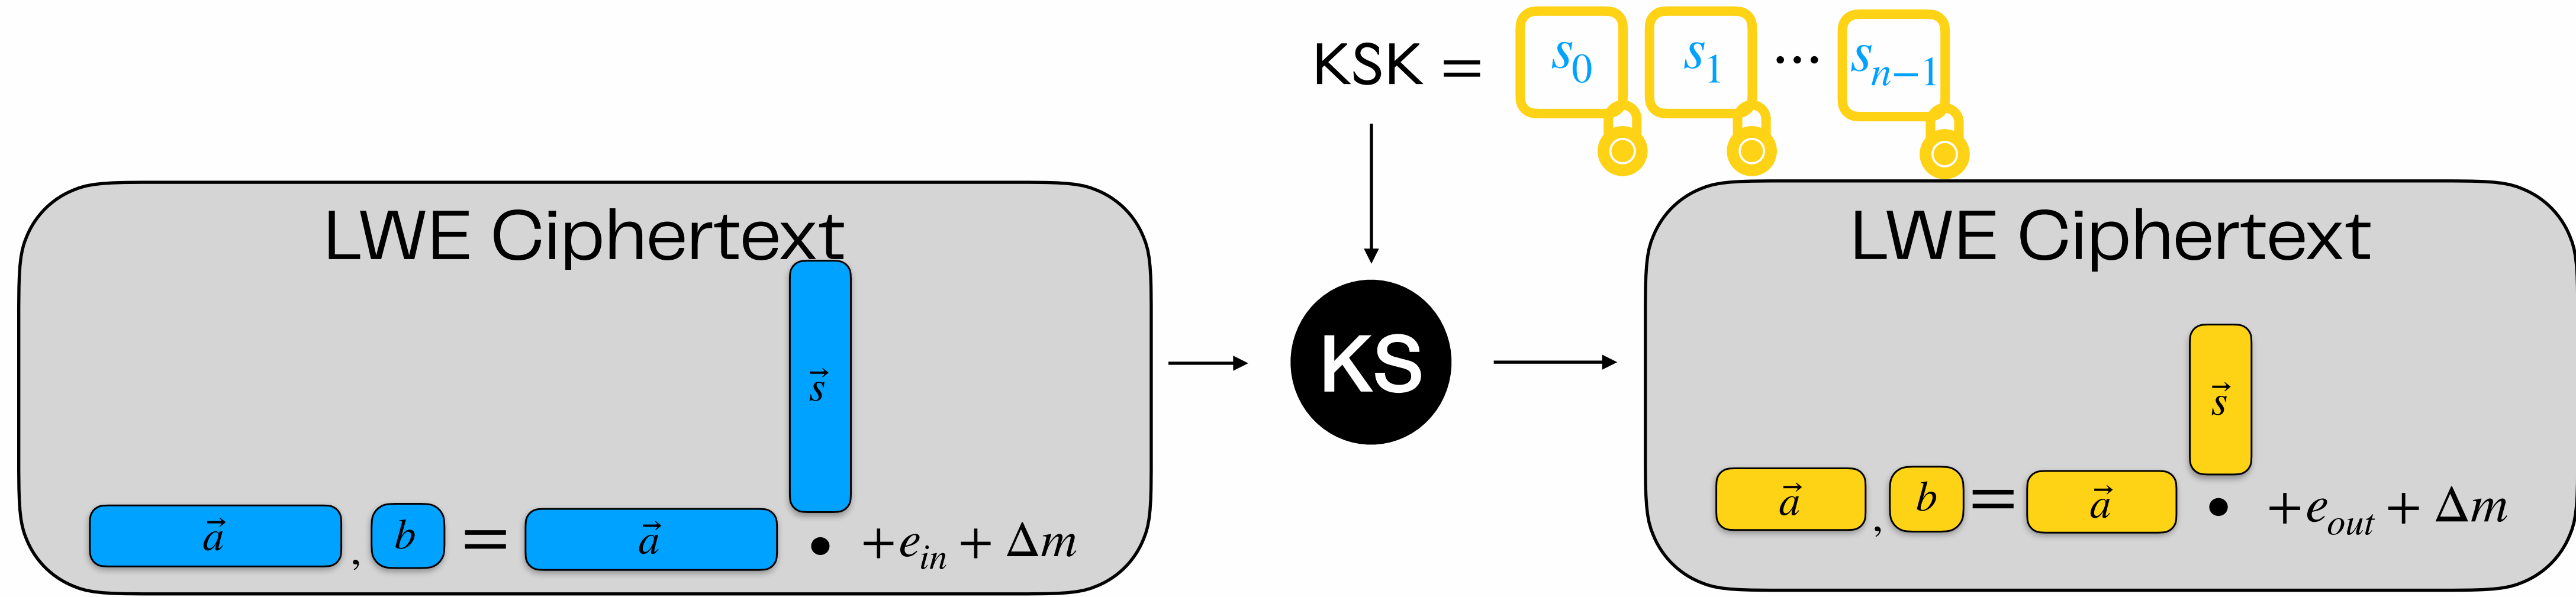 KSK = s₀ s₁ ··· sₙ₋₁
LWE Ciphertext
s⃗
a⃗ , b = a⃗ • +eᵢₙ + Δm
KS
LWE Ciphertext
s⃗
a⃗ , b = a⃗ • +eₒᵤₜ + Δm